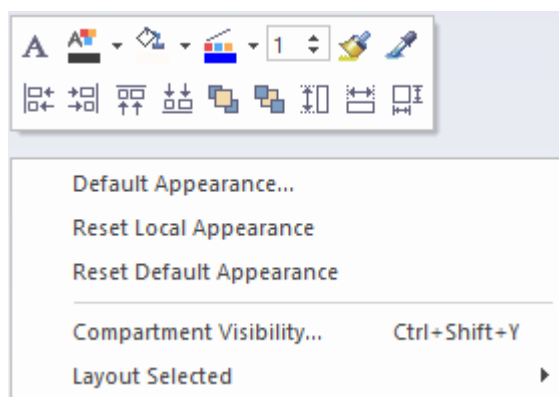 A A 1
Default Appearance...
Reset Local Appearance
Reset Default Appearance
Compartment Visibility... Ctrl+Shift+Y
Layout Selected